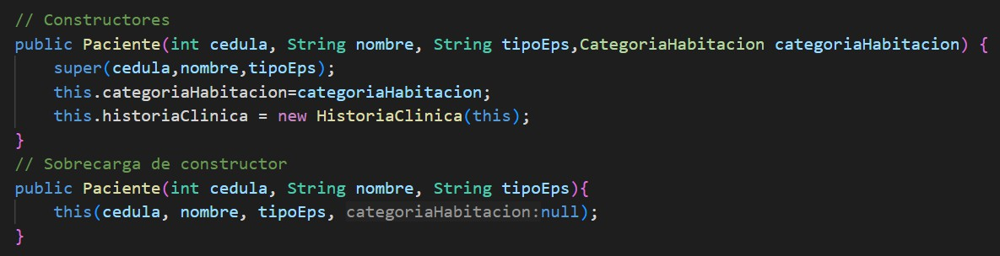 // Constructores
public Paciente(int cedula, String nombre, String tipoEps,CategoriaHabitacion categoriaHabitacion) {
    super(cedula,nombre,tipoEps);
    this.categoriaHabitacion=categoriaHabitacion;
    this.historiaClinica = new HistoriaClinica(this);
}
// Sobrecarga de constructor
public Paciente(int cedula, String nombre, String tipoEps){
    this(cedula, nombre, tipoEps, categoriaHabitacion:null);
}